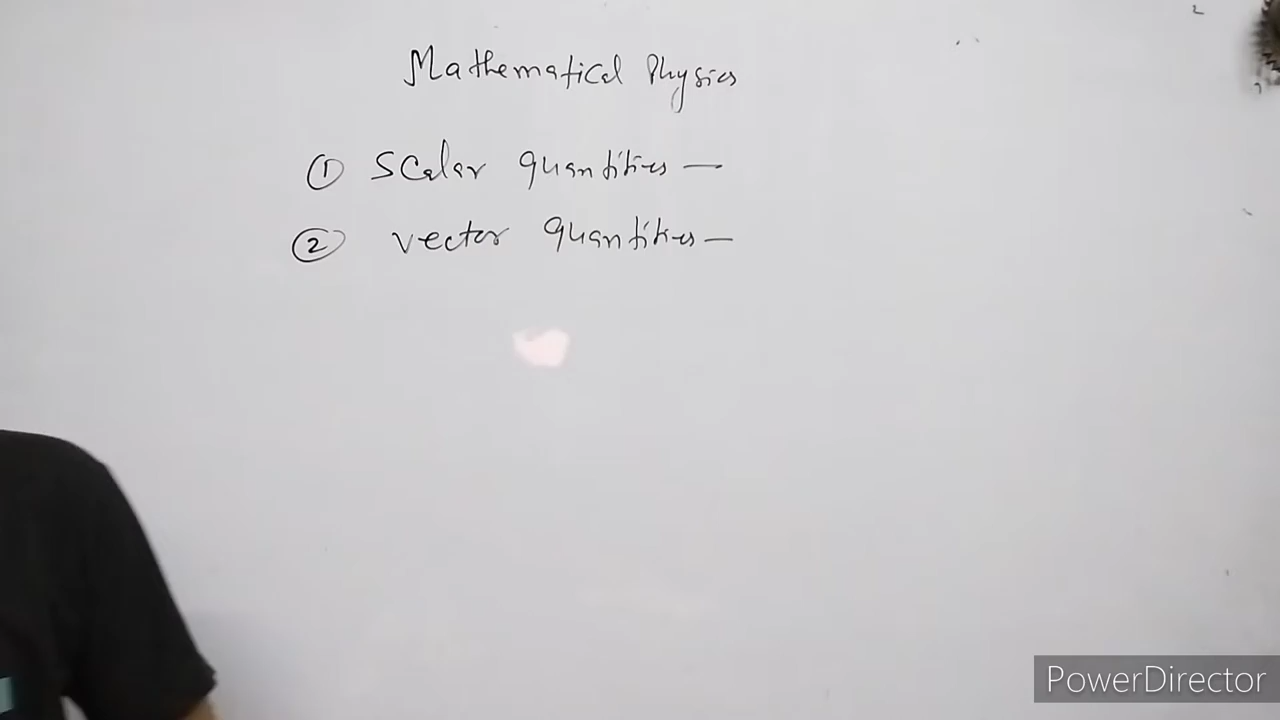 Mathematical Physics
① Scalar quantities —
② vector quantities —
PowerDirector